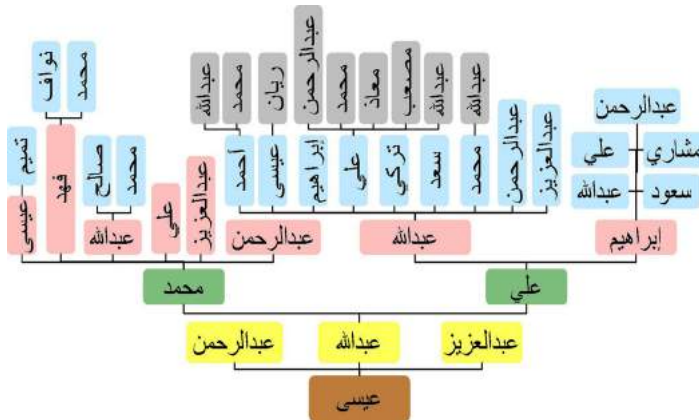 محمد
نواف
عبدالله
محمد
ريان
عبدالرحمن
محمد
معاذ
مصعب
عبدالله
عبدالله
عبدالرحمن
مشاري
علي
سعود
عبدالله
تميم
صالح
محمد
أحمد
عيسى
إبراهيم
علي
تركي
سعد
محمد
عبدالرحمن
عبدالعزيز
عيسى
فهد
عبدالله
علي
عبدالعزيز
عبدالرحمن
عبدالله
إبراهيم
علي
محمد
عبدالعزيز
عبدالله
عبدالرحمن
عيسى